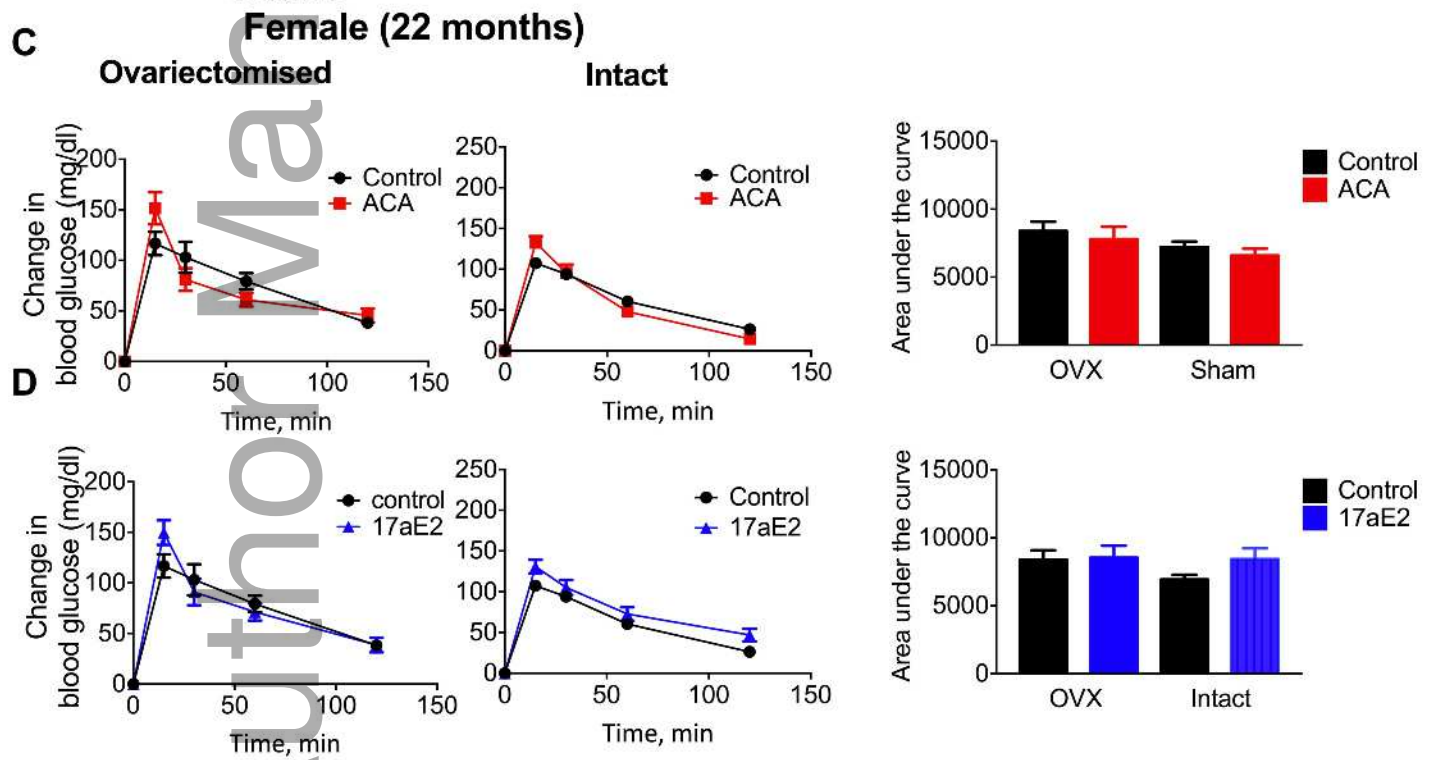 C
Female (22 months)
Ovariectomised
Intact
Change in
blood glucose (mg/dl)
200
150
100
50
0
0 50 100 150
Time, min
Control
ACA
250
200
150
100
50
0
0 50 100 150
Time, min
Control
ACA
Area under the curve
15000
10000
5000
0
OVX Sham
Control
ACA
D
Change in
blood glucose (mg/dl)
200
150
100
50
0
0 50 100 150
Time, min
control
17aE2
250
200
150
100
50
0
0 50 100 150
Time, min
Control
17aE2
Area under the curve
15000
10000
5000
0
OVX Intact
Control
17aE2
uthor Man